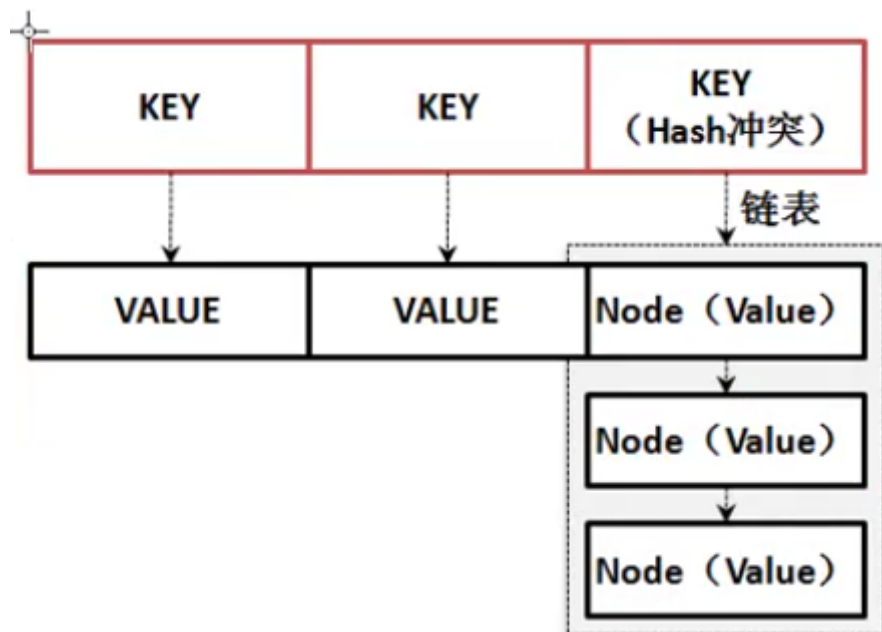 KEY
KEY
KEY
（Hash冲突）
链表
VALUE
VALUE
Node（Value）
Node（Value）
Node（Value）